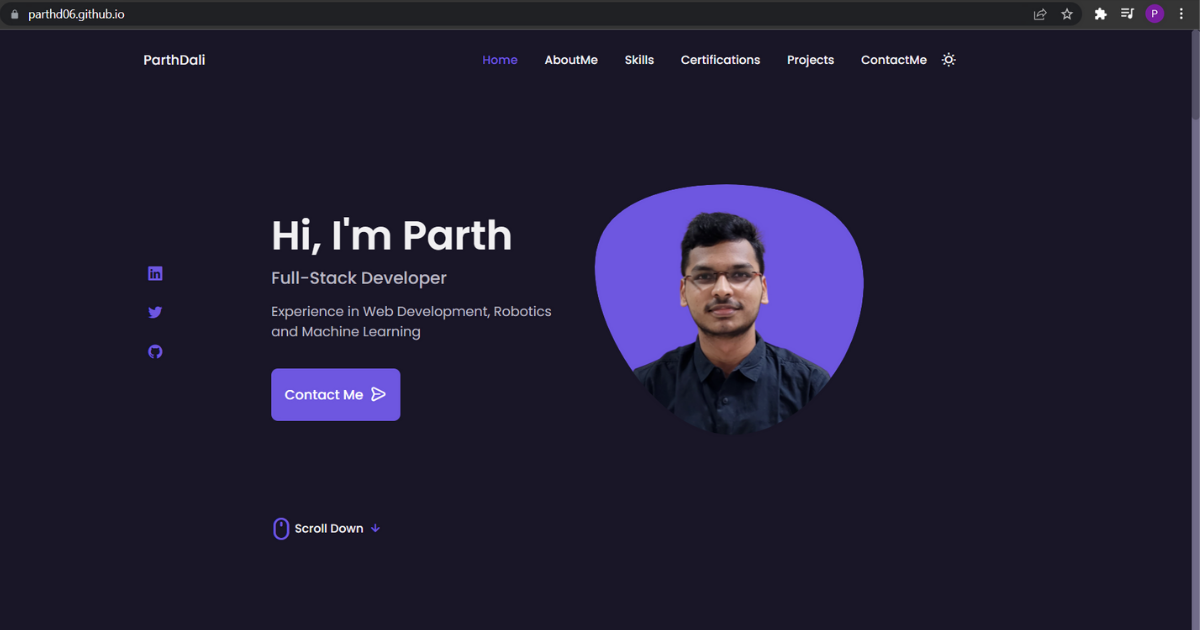 parthd06.github.io
P
ParthDali
Home AboutMe Skills Certifications Projects ContactMe
Hi, I'm Parth
Full-Stack Developer
Experience in Web Development, Robotics
and Machine Learning
Contact Me
Scroll Down